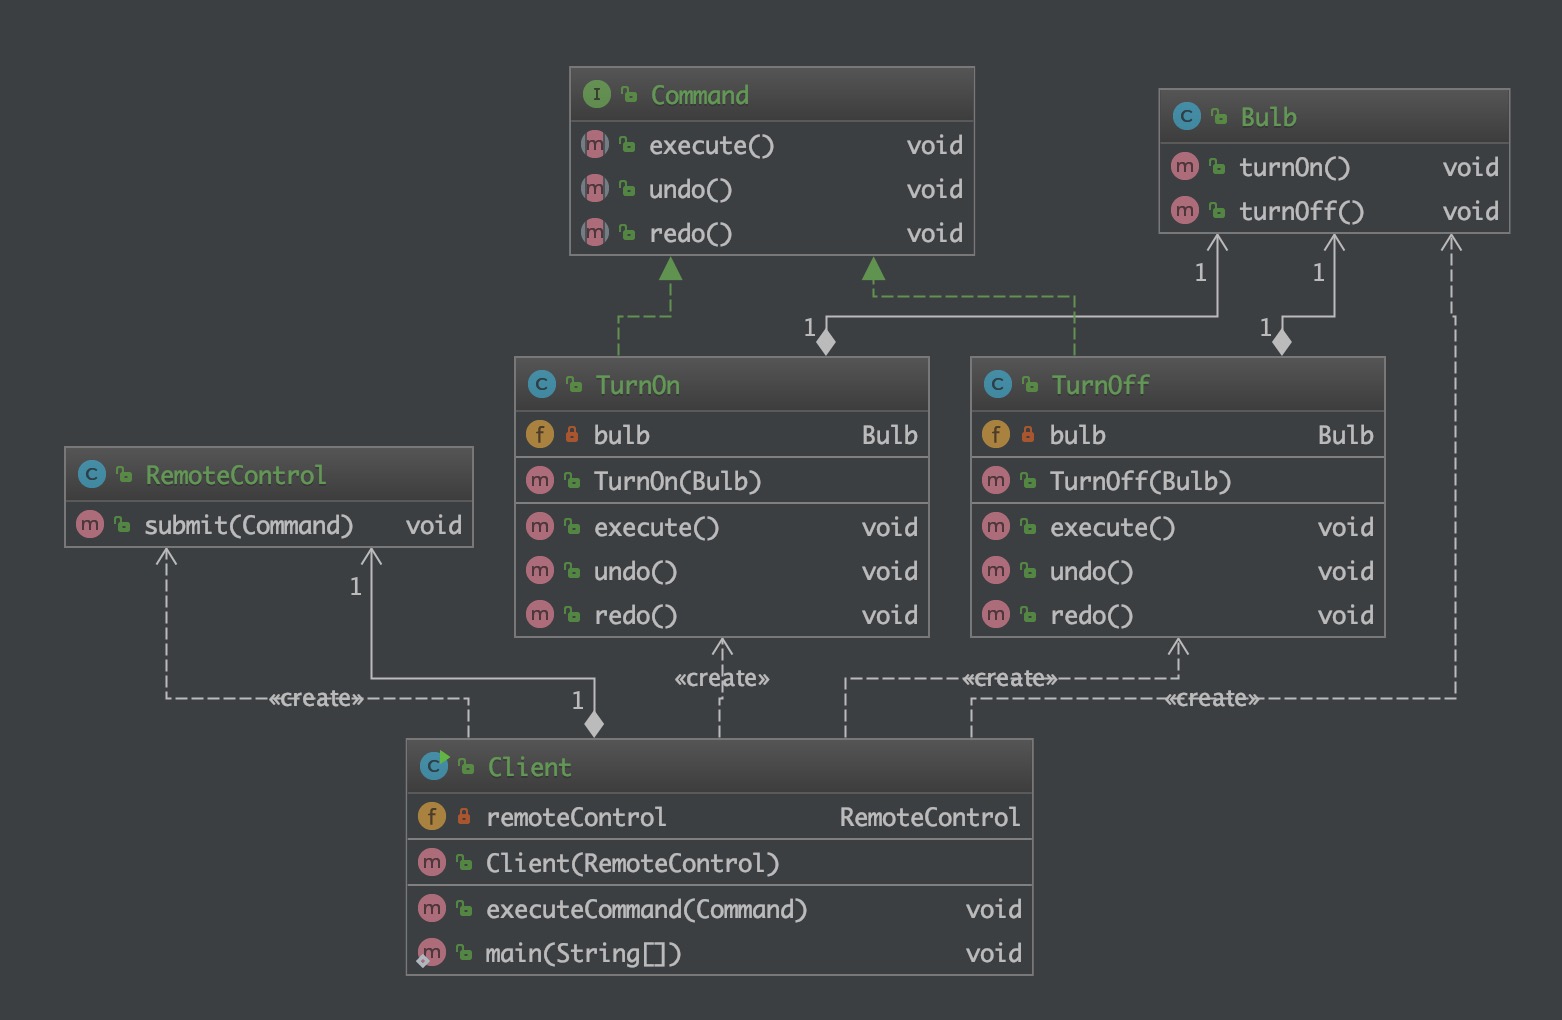 I Command
m execute() void
m undo() void
m redo() void
C Bulb
m turnOn() void
m turnOff() void
1
1
1
1
C TurnOn
f bulb Bulb
m TurnOn(Bulb)
m execute() void
m undo() void
m redo() void
C TurnOff
f bulb Bulb
m TurnOff(Bulb)
m execute() void
m undo() void
m redo() void
C RemoteControl
m submit(Command) void
1
1
«create»
«create»
«create»
«create»
C Client
f remoteControl RemoteControl
m Client(RemoteControl)
m executeCommand(Command) void
m main(String[]) void